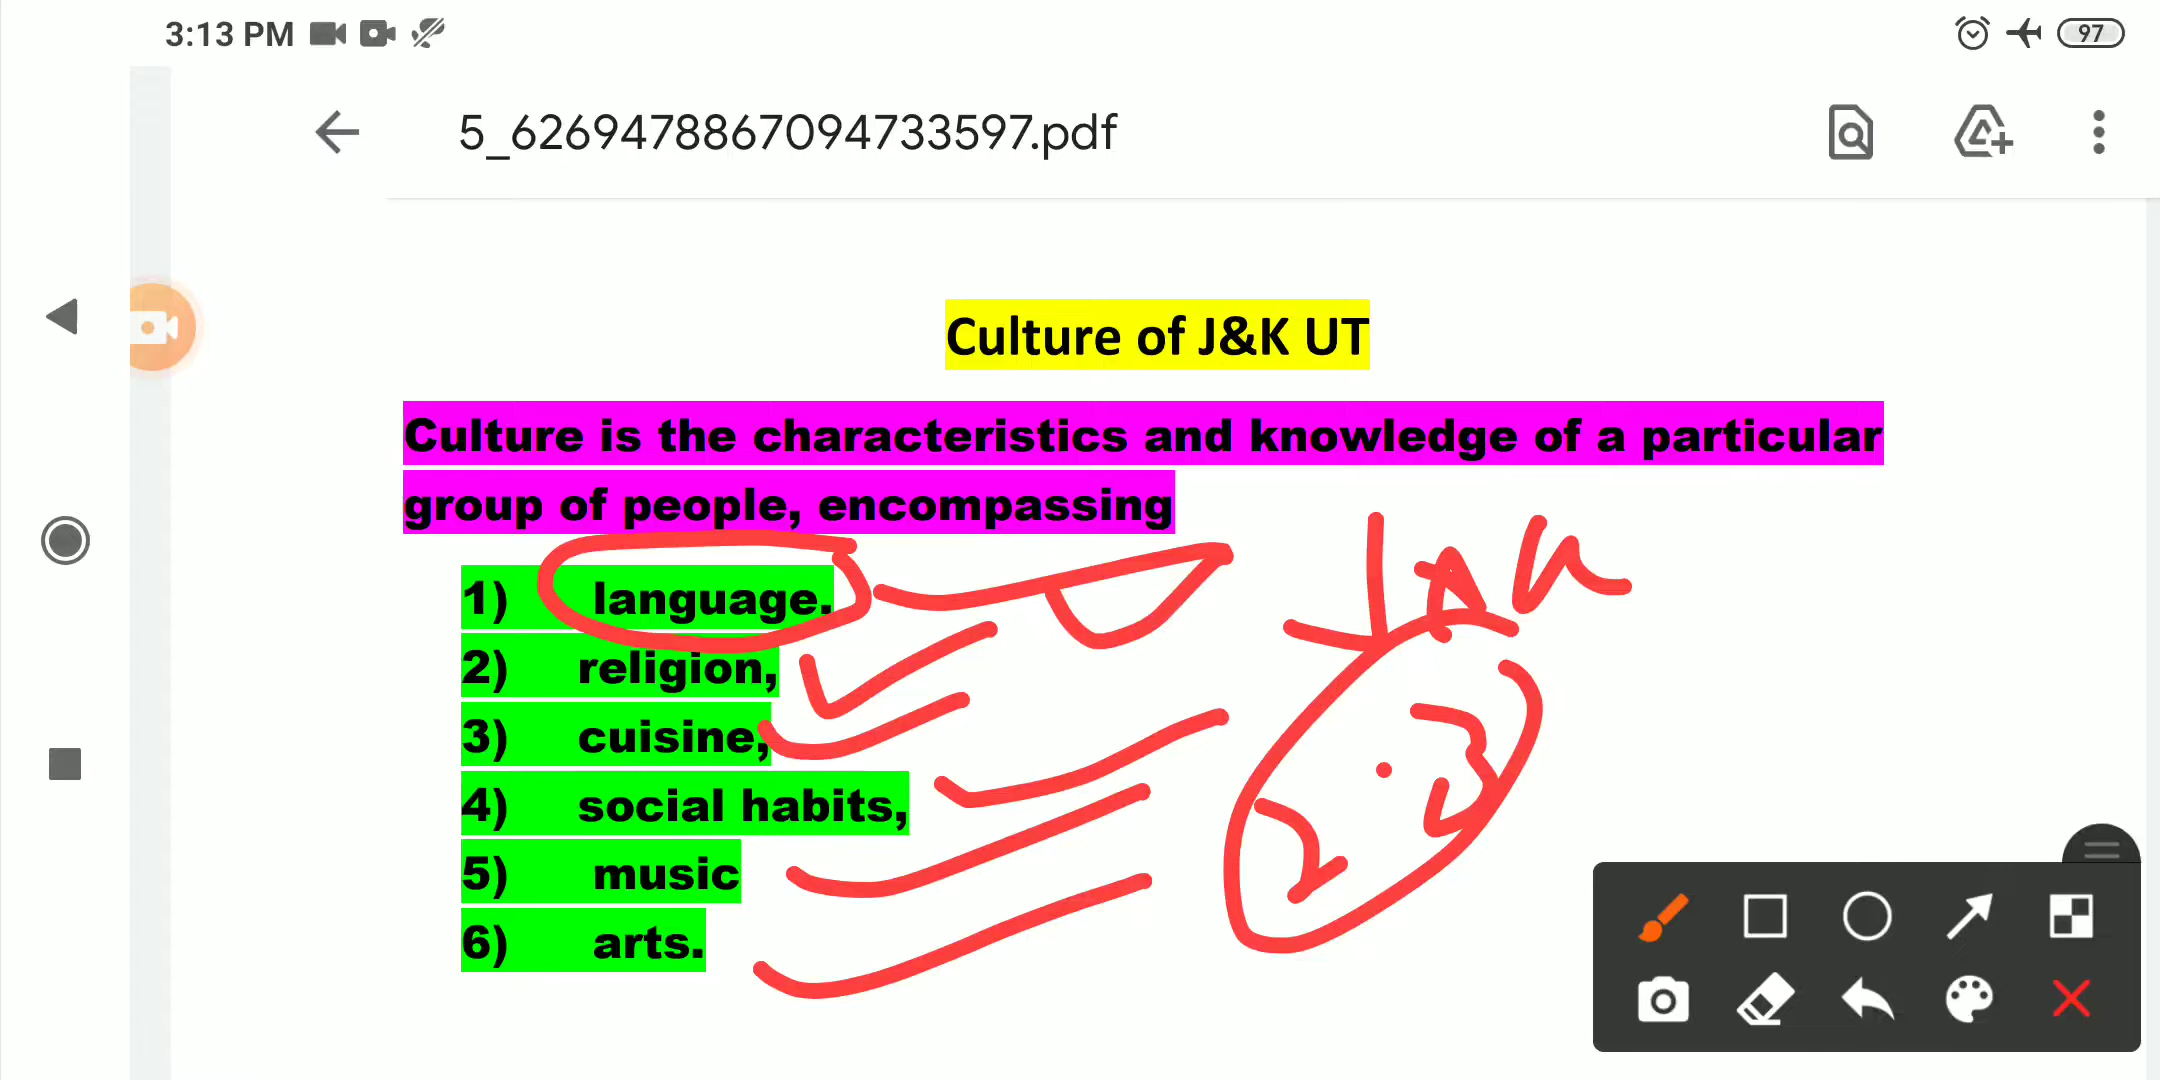 3:13 PM
97
5_6269478867094733597.pdf
Culture of J&K UT
Culture is the characteristics and knowledge of a particular
group of people, encompassing
1) language.
2) religion,
3) cuisine,
4) social habits,
5) music
6) arts.